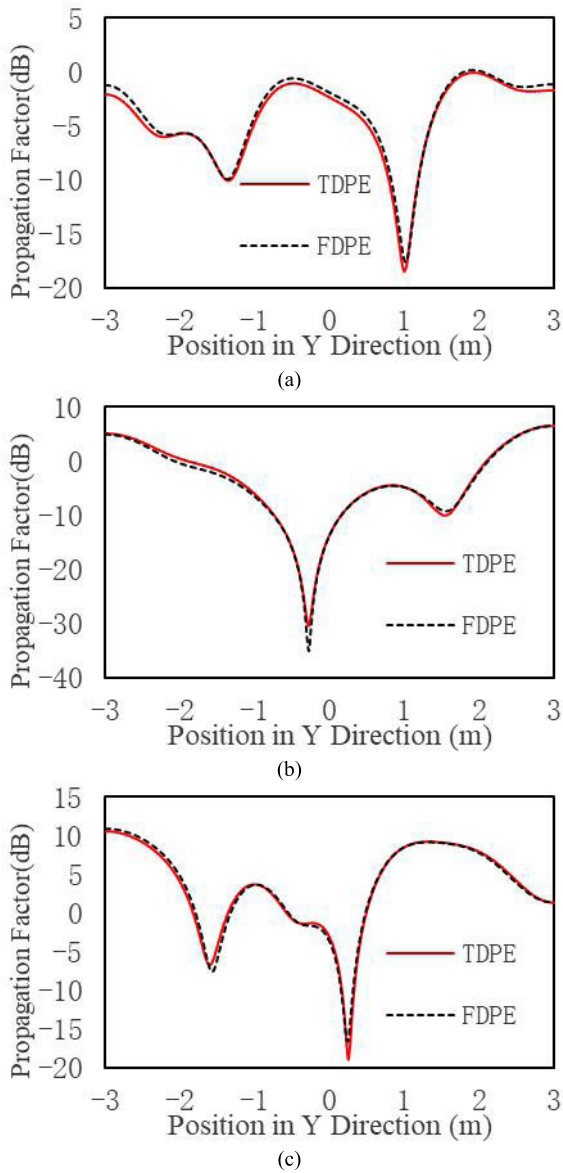 5
0
-5
-10
-15
-20
Propagation Factor(dB)
TDPE
FDPE
-3 -2 -1 0 1 2 3
Position in Y Direction (m)
(a)
10
0
-10
-20
-30
-40
Propagation Factor(dB)
TDPE
FDPE
-3 -2 -1 0 1 2 3
Position in Y Direction (m)
(b)
15
10
5
0
-5
-10
-15
-20
Propagation Factor(dB)
TDPE
FDPE
-3 -2 -1 0 1 2 3
Position in Y Direction (m)
(c)